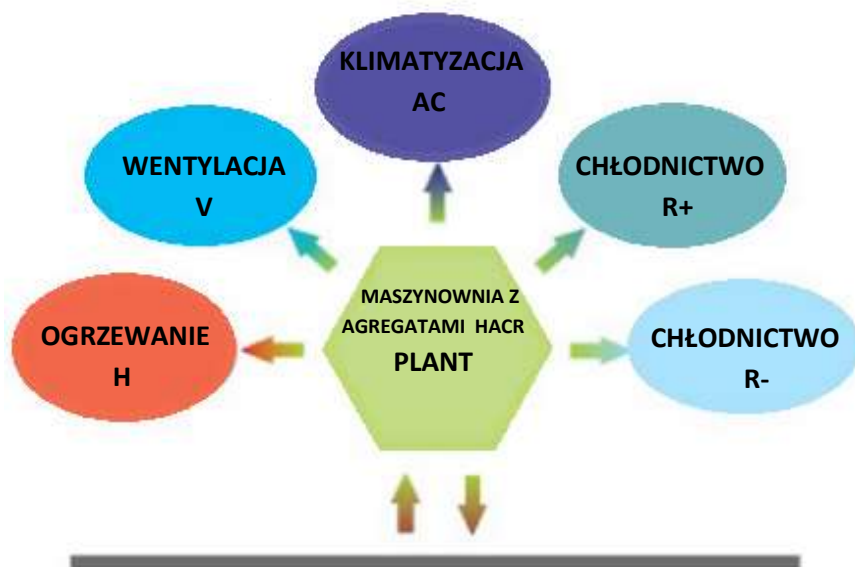 KLIMATYZACJA
AC
WENTYLACJA
V
CHŁODNICTWO
R+
OGRZEWANIE
H
MASZYNOWNIA Z
AGREGATAMI HACR
PLANT
CHŁODNICTWO
R-